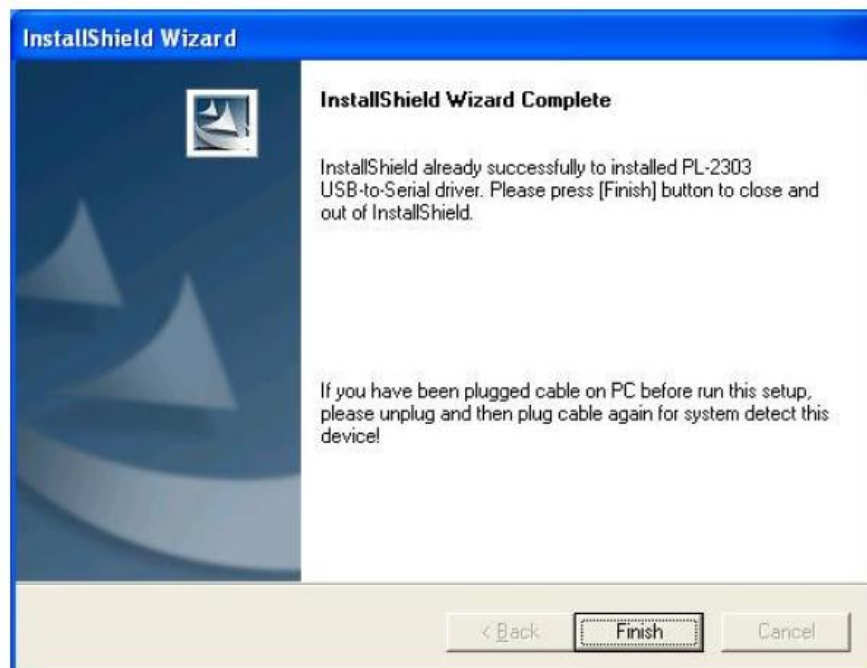 InstallShield Wizard
InstallShield Wizard Complete
InstallShield already successfully to installed PL-2303
USB-to-Serial driver. Please press [Finish] button to close and
out of InstallShield.
If you have been plugged cable on PC before run this setup,
please unplug and then plug cable again for system detect this
device!
< Back Finish Cancel